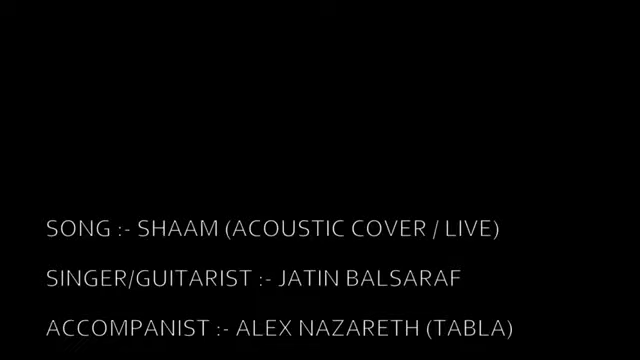 SONG :- SHAAM (ACOUSTIC COVER / LIVE)
SINGER/GUITARIST :- JATIN BALSARAF
ACCOMPANIST :- ALEX NAZARETH (TABLA)